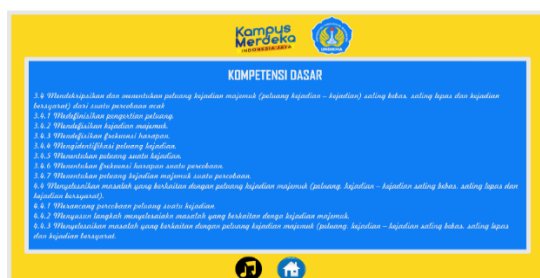 Kampus
Merdeka
INDONESIA JAYA
KOMPETENSI DASAR
3.4 Mendeksripsikan dan menentukan peluang kejadian majemuk (peluang kejadian – kejadian) saling bebas, saling lepas dan kejadian
bersyarat) dari suatu percobaan acak
3.4.1 Medefinisikan pengertian peluang.
3.4.2 Mendefisikan kejadian majemuk.
3.4.3 Mendefisikan frekuensi harapan.
3.4.4 Mengidentifikasi peluang kejadian.
3.4.5 Menentukan peluang suatu kejadian.
3.4.6 Menentukan frekuensi harapan suatu percobaan.
3.4.7 Menentukan peluang kejadian majemuk suatu percobaan.
4.4 Menyelesaikan masalah yang berkaitan dengan peluang kejadian majemuk (peluang, kejadian – kejadian saling bebas, saling lepas dan
kejadian bersyarat).
4.4.1 Merancang percobaan peluang suatu kejadian.
4.4.2 Menyusun langkah menyelesaiakn masalah yang berkaitan denga kejadian majemuk.
4.4.3 Menyelesaikan masalah yang berkaitan dengan peluang kejadian majemuk (peluang, kejadian – kejadian saling bebas, saling lepas
dan kejadian bersyarat.